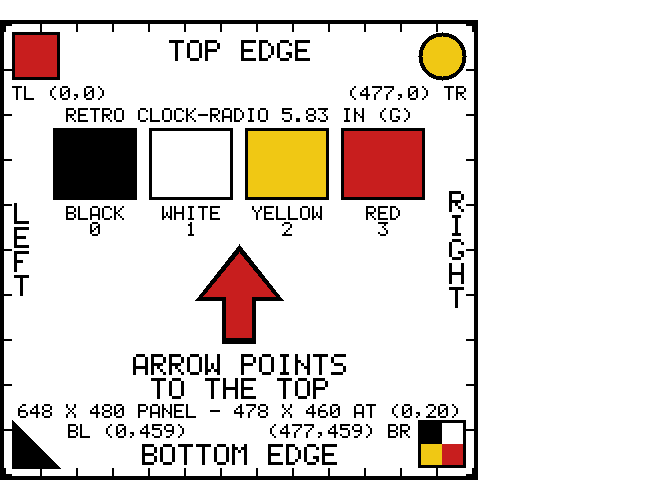 TOP EDGE
TL (0,0)
(477,0) TR
RETRO CLOCK-RADIO 5.83 IN (G)
BLACK
0
WHITE
1
YELLOW
2
RED
3
LEFT
RIGHT
ARROW POINTS
TO THE TOP
648 X 480 PANEL - 478 X 460 AT (0,20)
BL (0,459)
(477,459) BR
BOTTOM EDGE